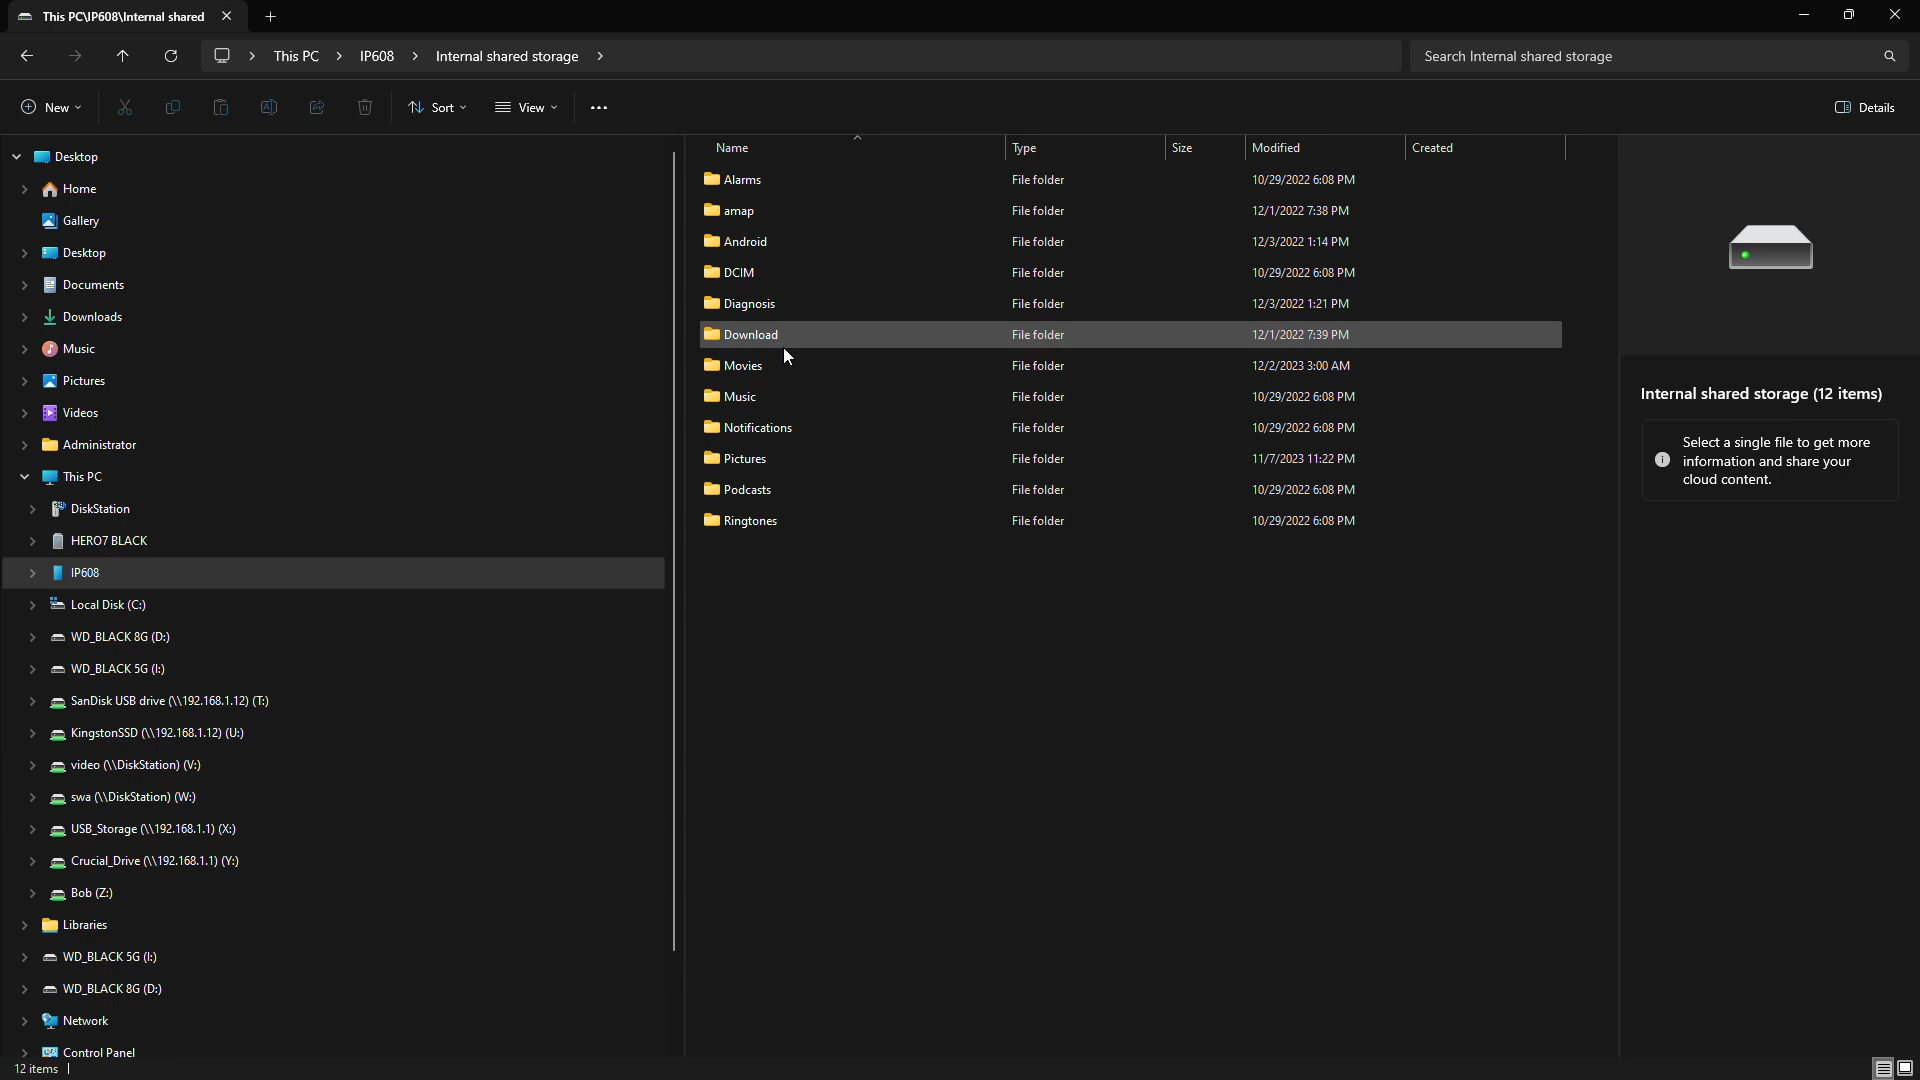 This PC\IP608\Internal shared
This PC > IP608 > Internal shared storage >
Search Internal shared storage
New
Sort
View
Details
Desktop
Home
Gallery
Desktop
Documents
Downloads
Music
Pictures
Videos
Administrator
This PC
DiskStation
HERO7 BLACK
IP608
Local Disk (C:)
WD_BLACK 8G (D:)
WD_BLACK 5G (I:)
SanDisk USB drive (\\192.168.1.12) (T:)
KingstonSSD (\\192.168.1.12) (U:)
video (\\DiskStation) (V:)
swa (\\DiskStation) (W:)
USB_Storage (\\192.168.1.1) (X:)
Crucial_Drive (\\192.168.1.1) (Y:)
Bob (Z:)
Libraries
WD_BLACK 5G (I:)
WD_BLACK 8G (D:)
Network
Control Panel
Name Type Size Modified Created
Alarms File folder 10/29/2022 6:08 PM
amap File folder 12/1/2022 7:38 PM
Android File folder 12/3/2022 1:14 PM
DCIM File folder 10/29/2022 6:08 PM
Diagnosis File folder 12/3/2022 1:21 PM
Download File folder 12/1/2022 7:39 PM
Movies File folder 12/2/2023 3:00 AM
Music File folder 10/29/2022 6:08 PM
Notifications File folder 10/29/2022 6:08 PM
Pictures File folder 11/7/2023 11:22 PM
Podcasts File folder 10/29/2022 6:08 PM
Ringtones File folder 10/29/2022 6:08 PM
Internal shared storage (12 items)
Select a single file to get more
information and share your
cloud content.
12 items